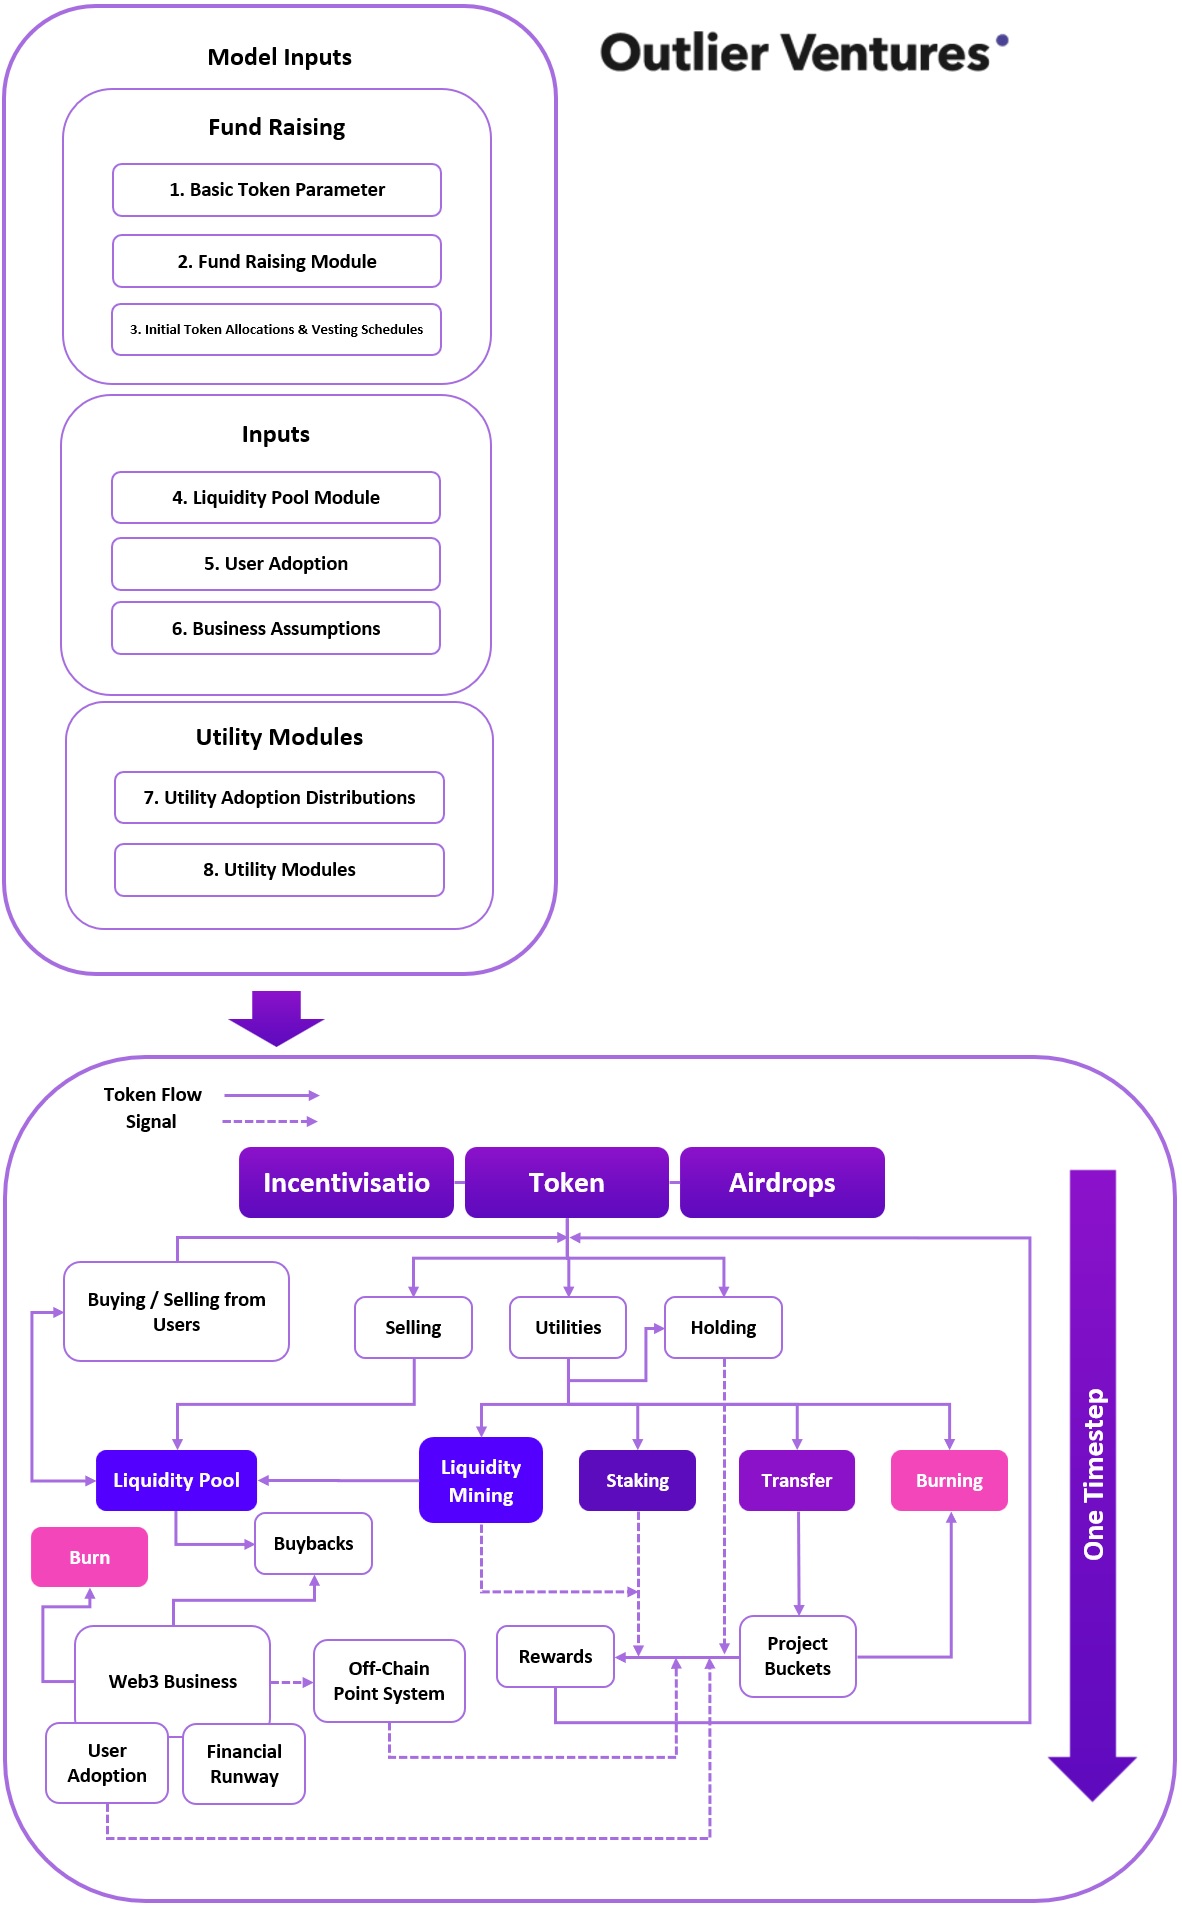 Outlier Ventures
Model Inputs
Fund Raising
1. Basic Token Parameter
2. Fund Raising Module
3. Initial Token Allocations & Vesting Schedules
Inputs
4. Liquidity Pool Module
5. User Adoption
6. Business Assumptions
Utility Modules
7. Utility Adoption Distributions
8. Utility Modules
Token Flow
Signal
Incentivisatio
Token
Airdrops
Buying / Selling from
Users
Selling
Utilities
Holding
Liquidity Pool
Liquidity
Mining
Staking
Transfer
Burning
Burn
Buybacks
Web3 Business
Off-Chain
Point System
Rewards
Project
Buckets
User
Adoption
Financial
Runway
One Timestep